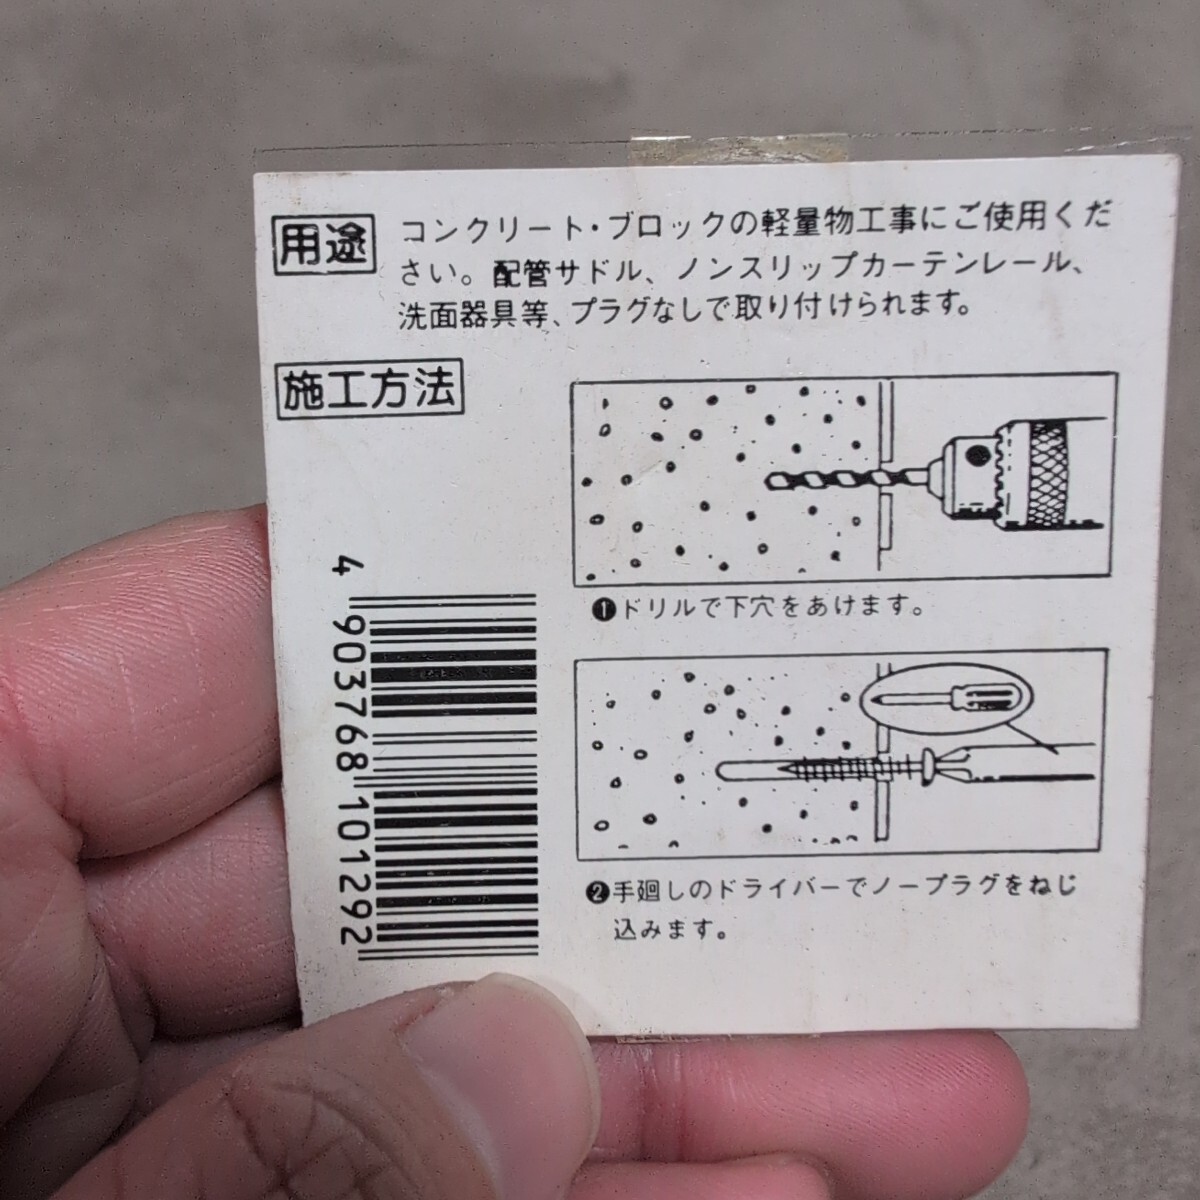 用途
コンクリート・ブロックの軽量物工事にご使用くだ
さい。配管サドル、ノンスリップカーテンレール、
洗面器具等、プラグなしで取り付けられます。
施工方法
❶ドリルで下穴をあけます。
❷手廻しのドライバーでノープラグをねじ
込みます。
4 903768 101292